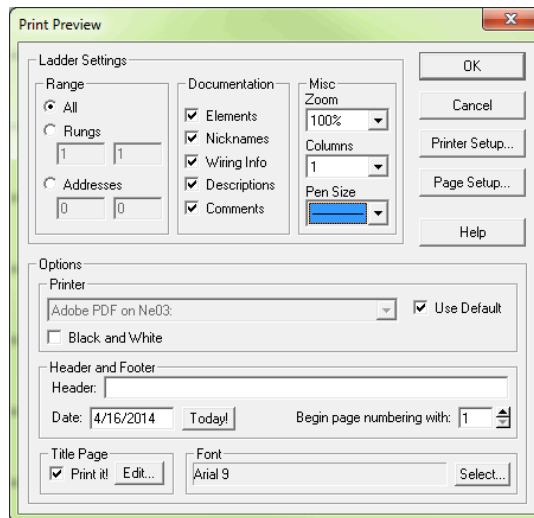 Print Preview
Ladder Settings
Range
All
Rungs
1 1
Addresses
0 0
Documentation
Elements
Nicknames
Wiring Info
Descriptions
Comments
Misc
Zoom
100%
Columns
1
Pen Size
OK
Cancel
Printer Setup...
Page Setup...
Help
Options
Printer
Adobe PDF on Ne03:
Use Default
Black and White
Header and Footer
Header:
Date: 4/16/2014 Today! Begin page numbering with: 1
Title Page
Print it! Edit...
Font
Arial 9 Select...